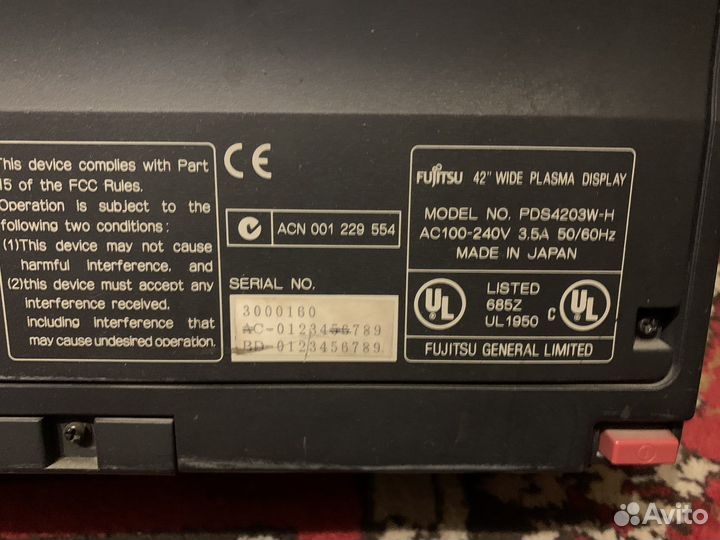 This device complies with Part
15 of the FCC Rules.
Operation is subject to the
following two conditions :
(1)This device may not cause
harmful interference, and
(2)this device must accept any
interference received,
including interference that
may cause undesired operation.
CE
ACN 001 229 554
SERIAL NO.
3000160
AC-0123456789
BD-0123456789
FUJITSU 42" WIDE PLASMA DISPLAY
MODEL NO. PDS4203W-H
AC100-240V 3.5A 50/60Hz
MADE IN JAPAN
UL LISTED
685Z
UL1950 C UL
FUJITSU GENERAL LIMITED
Avito